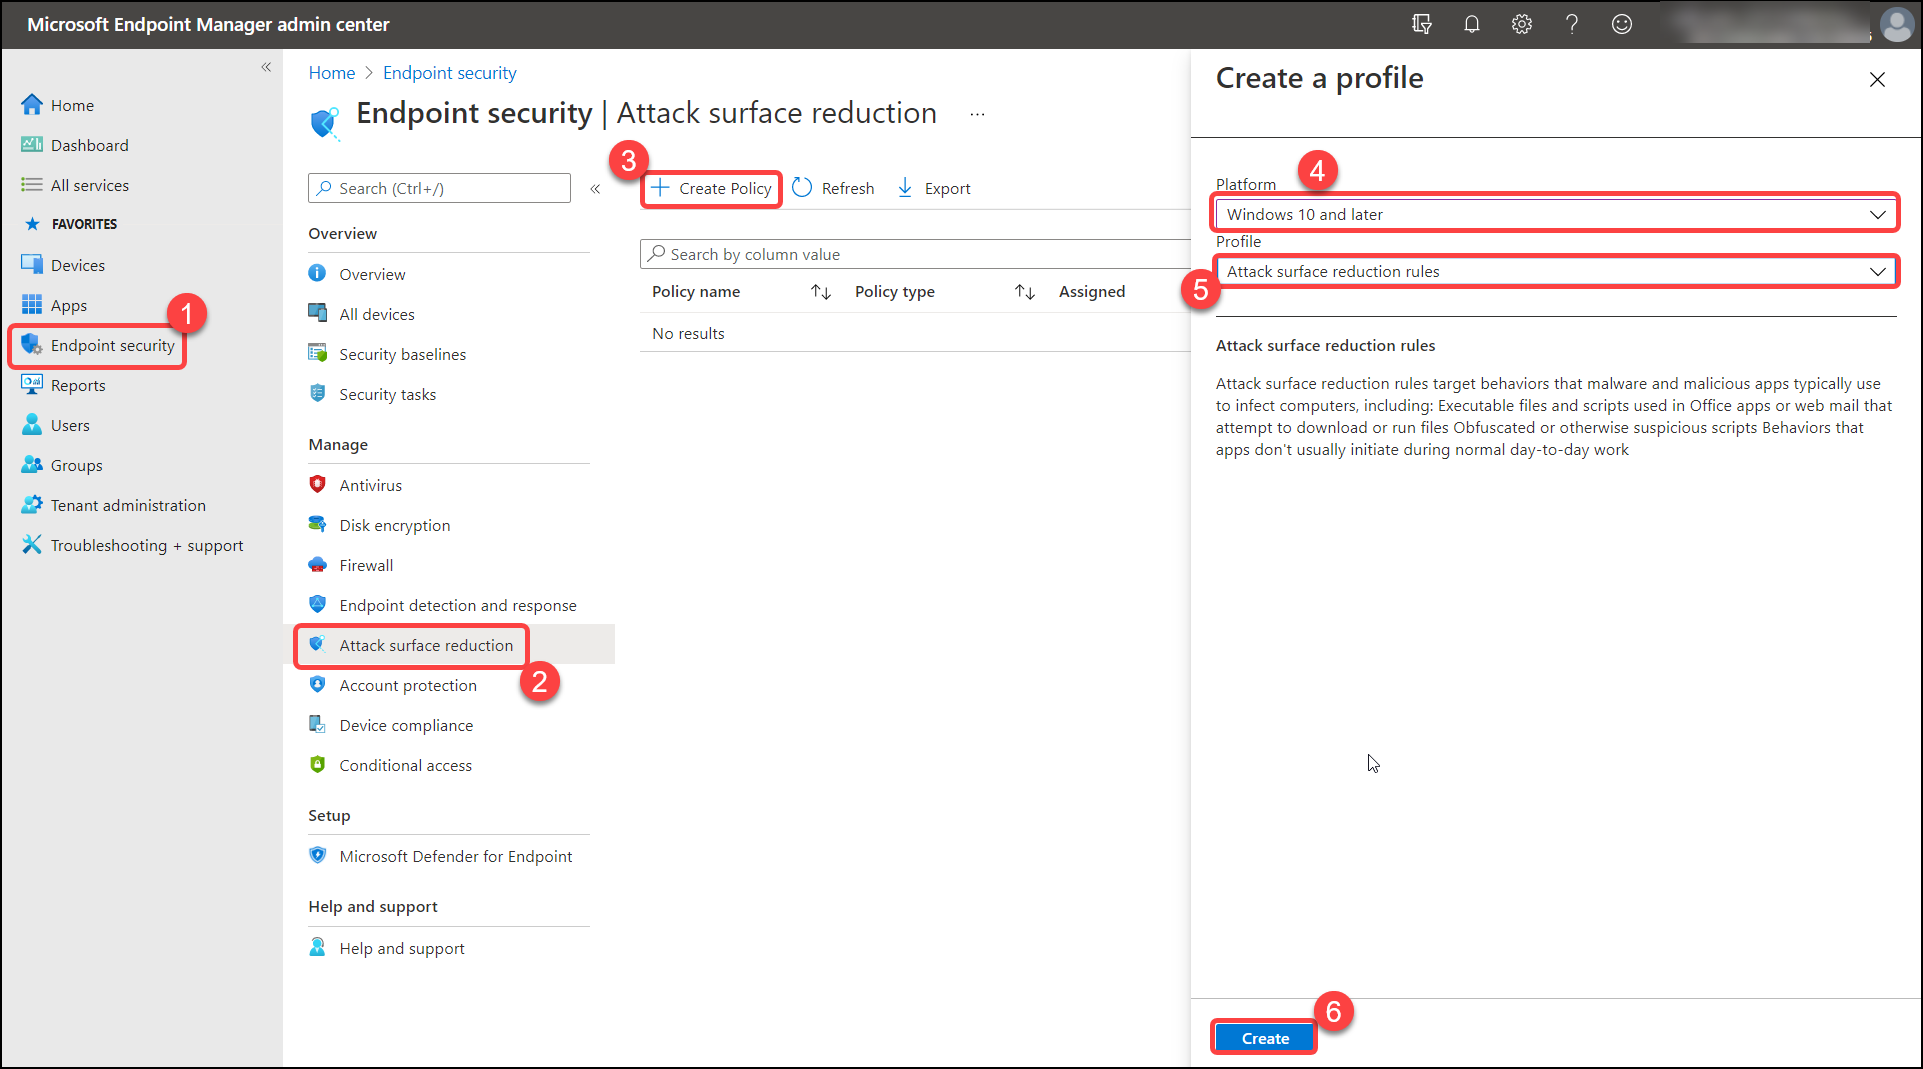 Microsoft Endpoint Manager admin center
«
Home
Dashboard
All services
FAVORITES
Devices
Apps
1
Endpoint security
Reports
Users
Groups
Tenant administration
Troubleshooting + support
Home > Endpoint security
Endpoint security | Attack surface reduction ...
Search (Ctrl+/)
«
Overview
Overview
All devices
Security baselines
Security tasks
Manage
Antivirus
Disk encryption
Firewall
Endpoint detection and response
Attack surface reduction
2
Account protection
Device compliance
Conditional access
Setup
Microsoft Defender for Endpoint
Help and support
Help and support
3
+ Create Policy Refresh Export
Search by column value
Policy name ↑↓ Policy type ↑↓ Assigned
No results
Create a profile
4
Platform
Windows 10 and later
Profile
5
Attack surface reduction rules
Attack surface reduction rules
Attack surface reduction rules target behaviors that malware and malicious apps typically use
to infect computers, including: Executable files and scripts used in Office apps or web mail that
attempt to download or run files Obfuscated or otherwise suspicious scripts Behaviors that
apps don't usually initiate during normal day-to-day work
6
Create